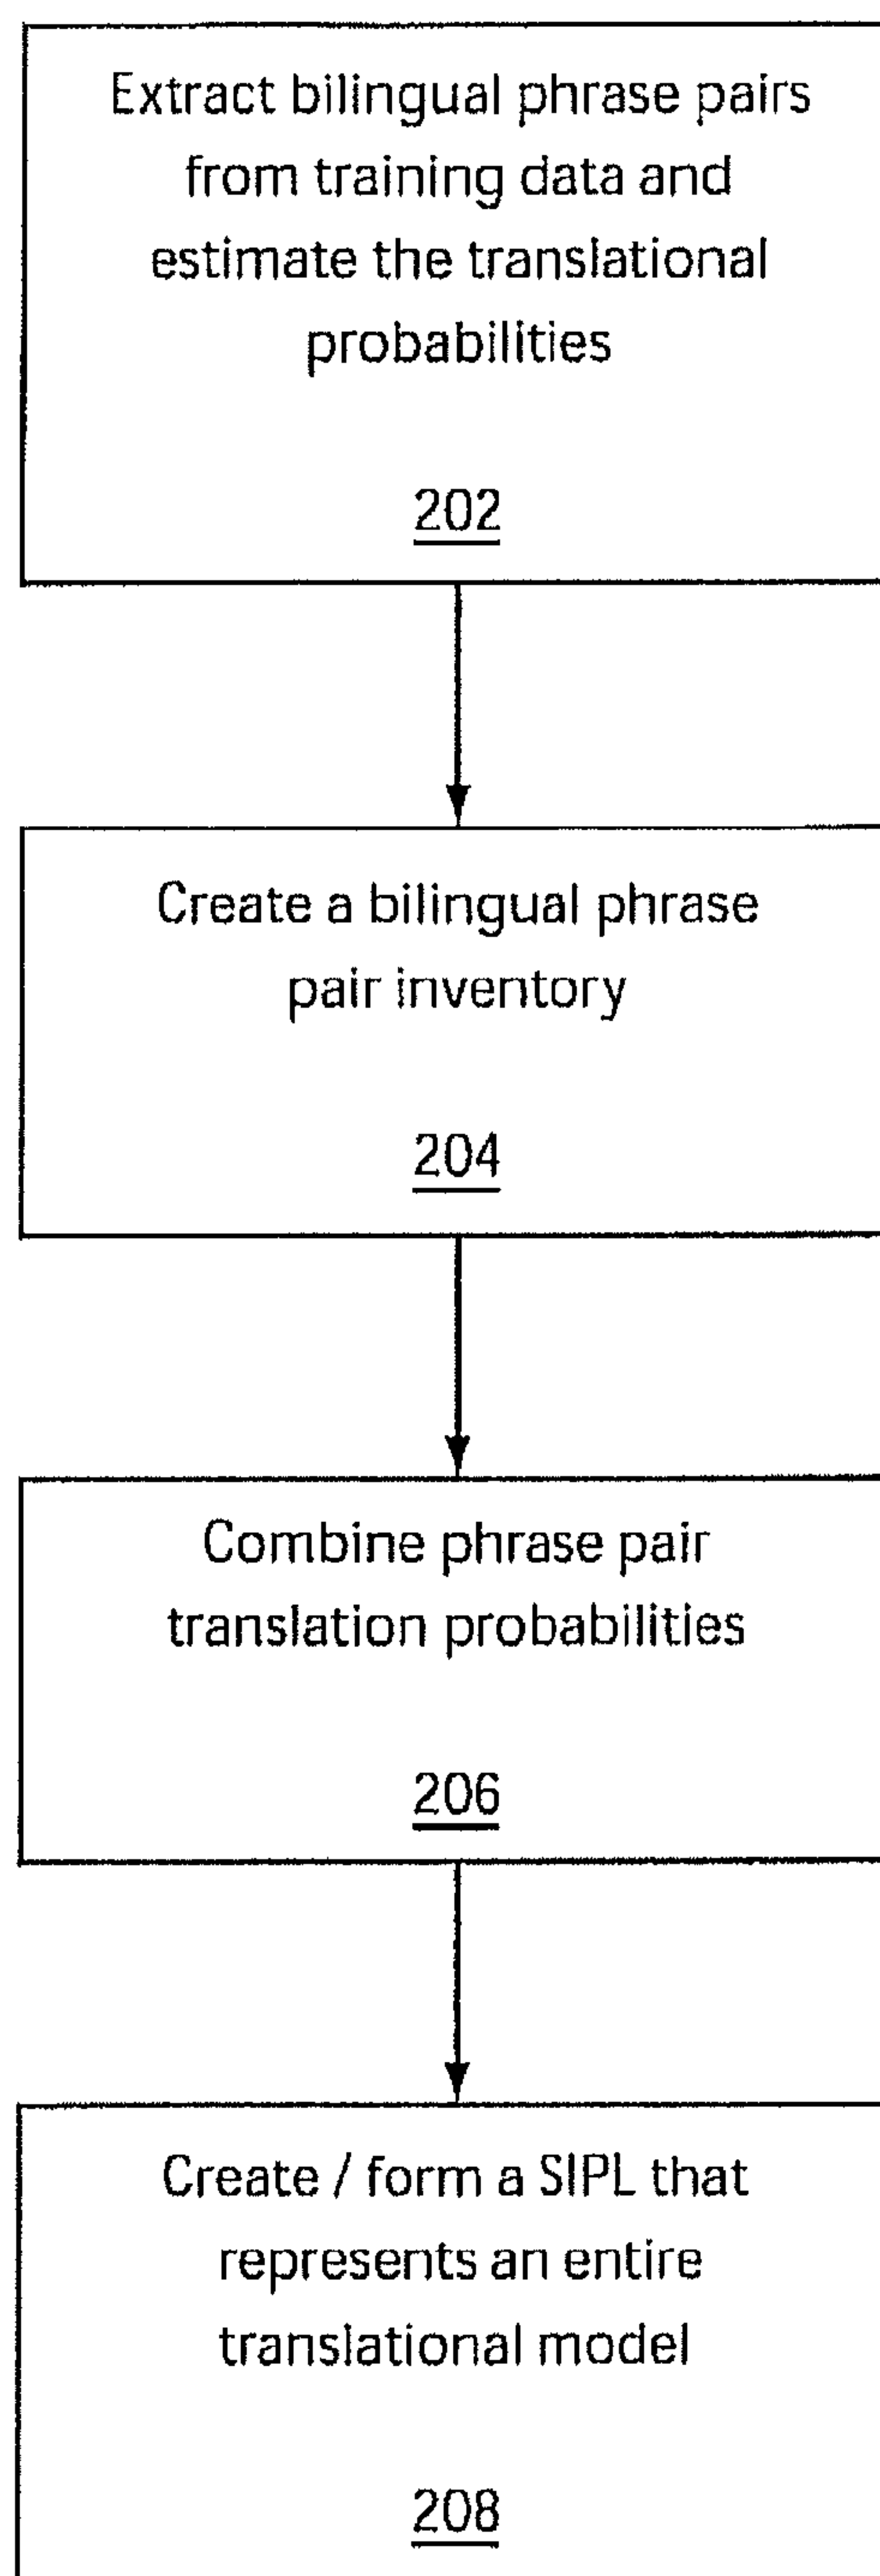 Extract bilingual phrase pairs
from training data and
estimate the translational
probabilities
202
Create a bilingual phrase
pair inventory
204
Combine phrase pair
translation probabilities
206
Create / form a SIPL that
represents an entire
translational model
208